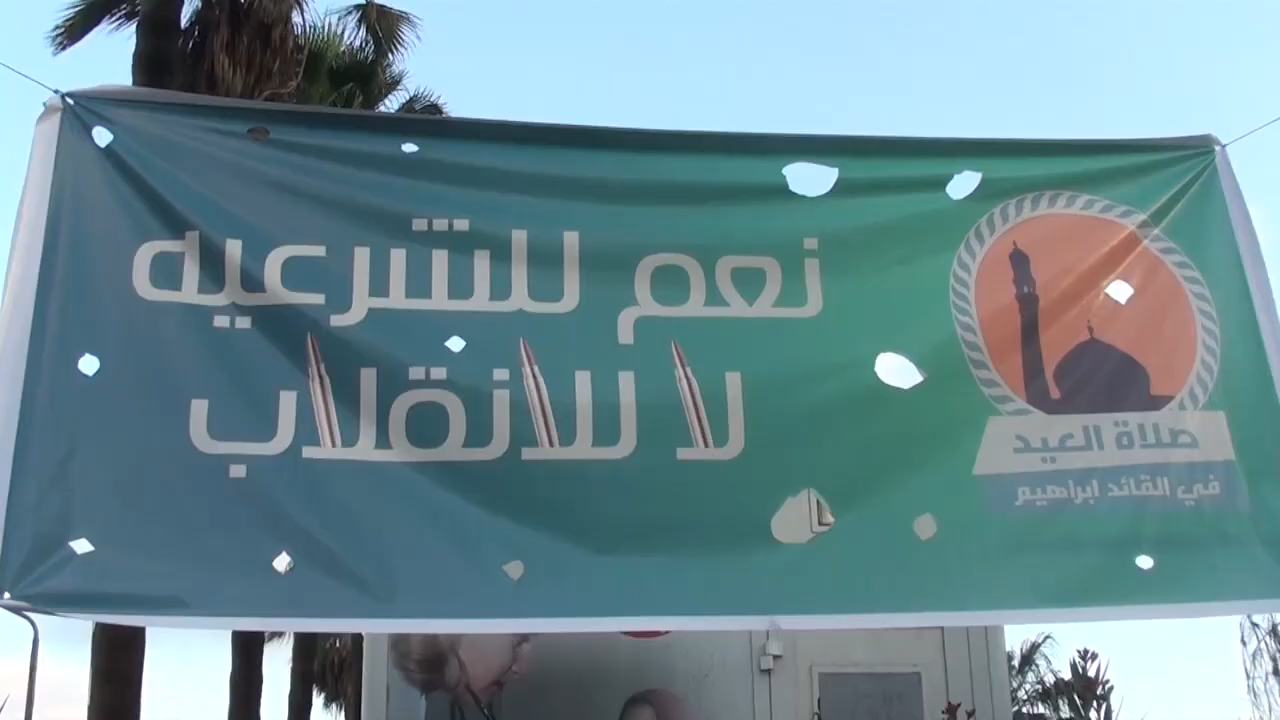 نعم للشرعيه
لا للانقلاب
صلاة العيد
في القائد ابراهيم